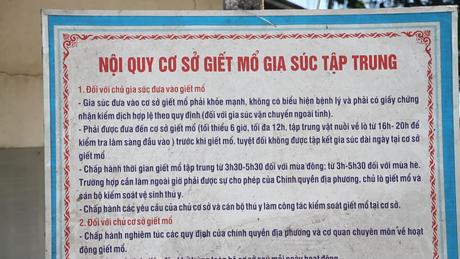 NỘI QUY CƠ SỞ GIẾT MỔ GIA SÚC TẬP TRUNG
1. Đối với chủ gia súc đưa vào giết mổ
- Gia súc đưa vào cơ sở giết mổ phải khỏe mạnh, không có biểu hiện bệnh lý và phải có giấy chứng
nhận kiểm dịch hợp lệ theo quy định (đối với gia súc vận chuyển ngoài tỉnh).
- Phải được đưa đến cơ sở giết mổ (tối thiểu 6 giờ, tối đa 12h, tập trung vật nuôi về lò từ 16h- 20h để
kiểm tra lâm sàng đầu vào ) trước khi giết mổ, tuyệt đối không được tập kết gia súc dài ngày tại cơ sở
giết mổ
- Chấp hành thời gian giết mổ tập trung từ 3h30-5h30 đối với mùa đông; từ 3h-5h30 đối với mùa hè.
Trường hợp cần làm ngoài giờ phải được sự cho phép của Chính quyền địa phương, chủ lò giết mổ và
cán bộ kiểm soát vệ sinh thú y.
- Chấp hành các yêu cầu của chủ cơ sở và cán bộ thú y làm công tác kiểm soát giết mổ tại cơ sở.
2. Đối với chủ cơ sở giết mổ
- Chấp hành nghiêm túc các quy định của chính quyền địa phương và cơ quan chuyên môn về hoạt
động giết mổ.